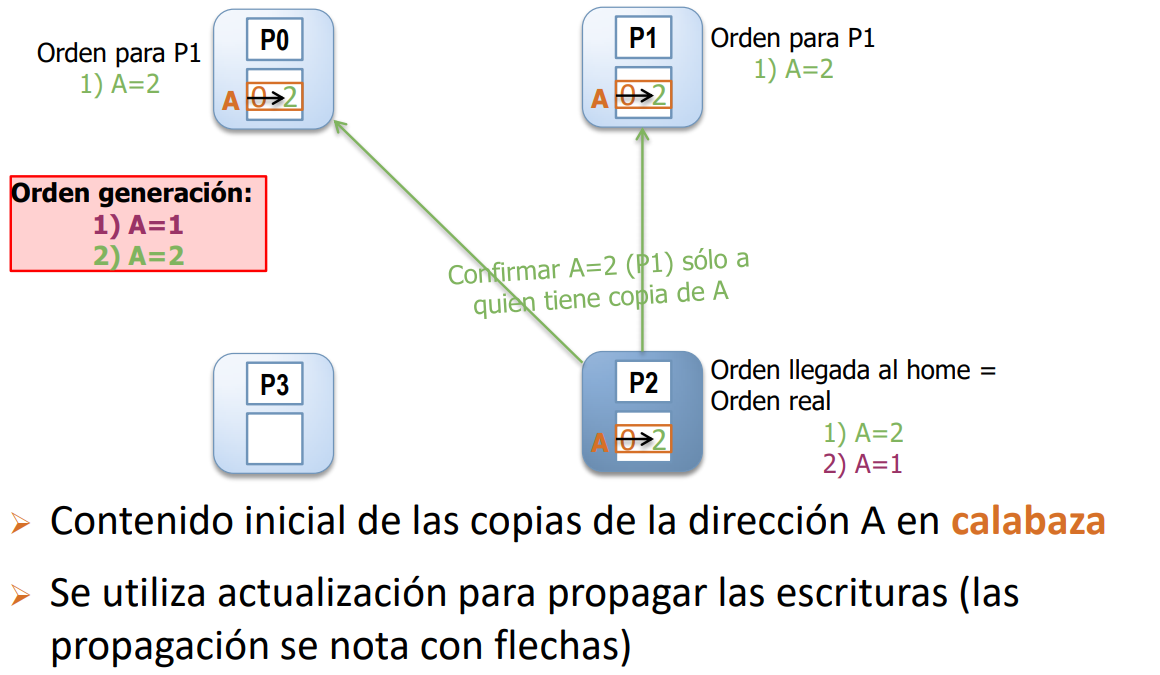 P0
Orden para P1
1) A=2
A 0 2
P1
Orden para P1
1) A=2
A 0 2
Orden generación:
1) A=1
2) A=2
Confirmar A=2 (P1) sólo a
quien tiene copia de A
P3
P2
A 0 2
Orden llegada al home =
Orden real
1) A=2
2) A=1
➢ Contenido inicial de las copias de la dirección A en calabaza
➢ Se utiliza actualización para propagar las escrituras (las
propagación se nota con flechas)